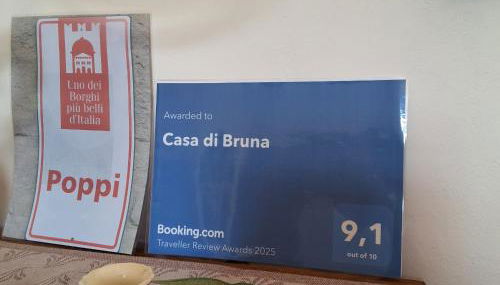 Uno dei
Borghi
più belli
d'Italia
Poppi
Awarded to
Casa di Bruna
Booking.com
Traveller Review Awards 2025
9,1
out of 10